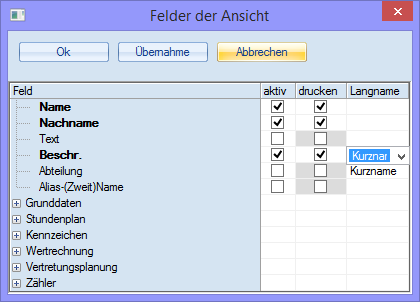 Felder der Ansicht
Ok Übernahme Abbrechen
Feld aktiv drucken Langname
Name
Nachname
Text
Beschr. Kurznar
Abteilung Kurzname
Alias-(Zweit)Name
Grunddaten
Stundenplan
Kennzeichen
Wertrechnung
Vertretungsplanung
Zähler